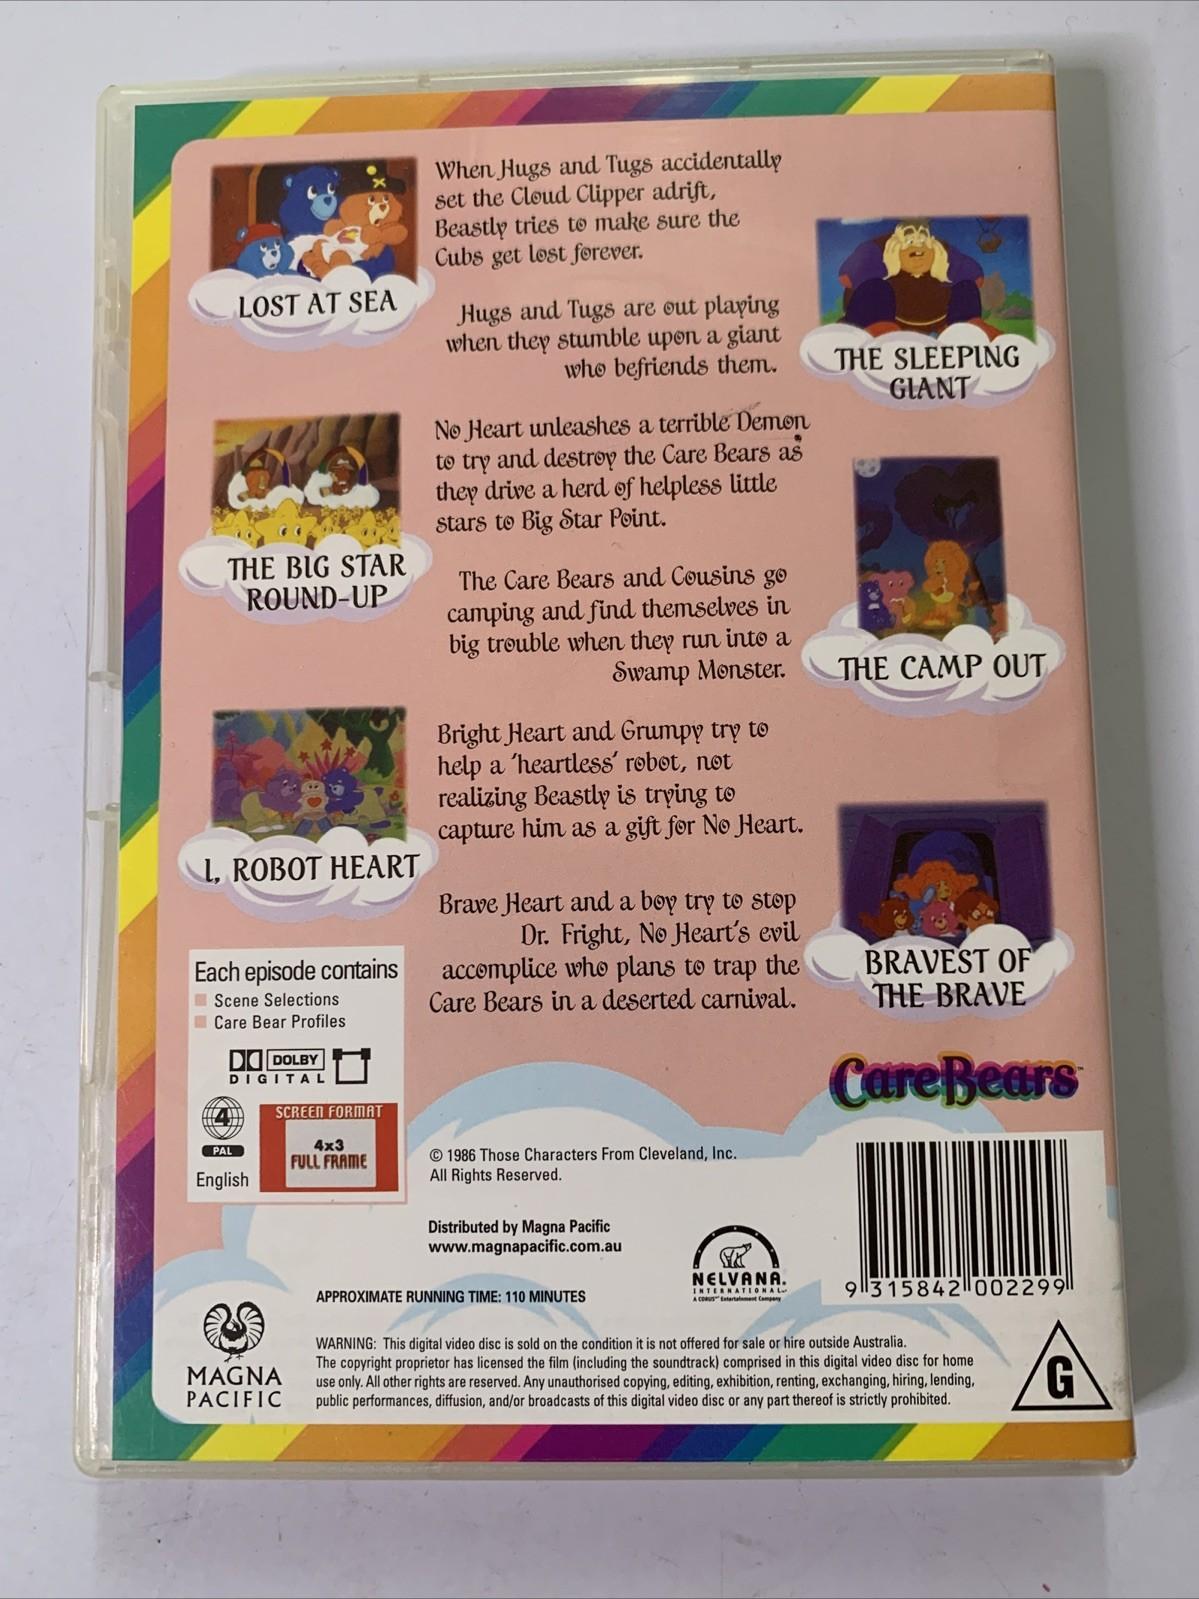 When Hugs and Tugs accidentally
set the Cloud Clipper adrift,
Beastly tries to make sure the
Cubs get lost forever.
LOST AT SEA
Hugs and Tugs are out playing
when they stumble upon a giant
who befriends them.
THE SLEEPING
GIANT
No Heart unleashes a terrible Demon
to try and destroy the Care Bears as
they drive a herd of helpless little
stars to Big Star Point.
THE BIG STAR
ROUND-UP
The Care Bears and Cousins go
camping and find themselves in
big trouble when they run into a
Swamp Monster.
THE CAMP OUT
Bright Heart and Grumpy try to
help a 'heartless' robot, not
realizing Beastly is trying to
capture him as a gift for No Heart.
I, ROBOT HEART
Brave Heart and a boy try to stop
Dr. Fright, No Heart's evil
accomplice who plans to trap the
Care Bears in a deserted carnival.
BRAVEST OF
THE BRAVE
Each episode contains
Scene Selections
Care Bear Profiles
DOLBY
DIGITAL
4
PAL
English
SCREEN FORMAT
4x3
FULL FRAME
Care Bears™
© 1986 Those Characters From Cleveland, Inc.
All Rights Reserved.
Distributed by Magna Pacific
www.magnapacific.com.au
NELVANA.
INTERNATIONAL
A CORUS™ Entertainment Company
9 315842 002299
APPROXIMATE RUNNING TIME: 110 MINUTES
MAGNA
PACIFIC
WARNING: This digital video disc is sold on the condition it is not offered for sale or hire outside Australia.
The copyright proprietor has licensed the film (including the soundtrack) comprised in this digital video disc for home
use only. All other rights are reserved. Any unauthorised copying, editing, exhibition, renting, exchanging, hiring, lending,
public performances, diffusion, and/or broadcasts of this digital video disc or any part thereof is strictly prohibited.
G